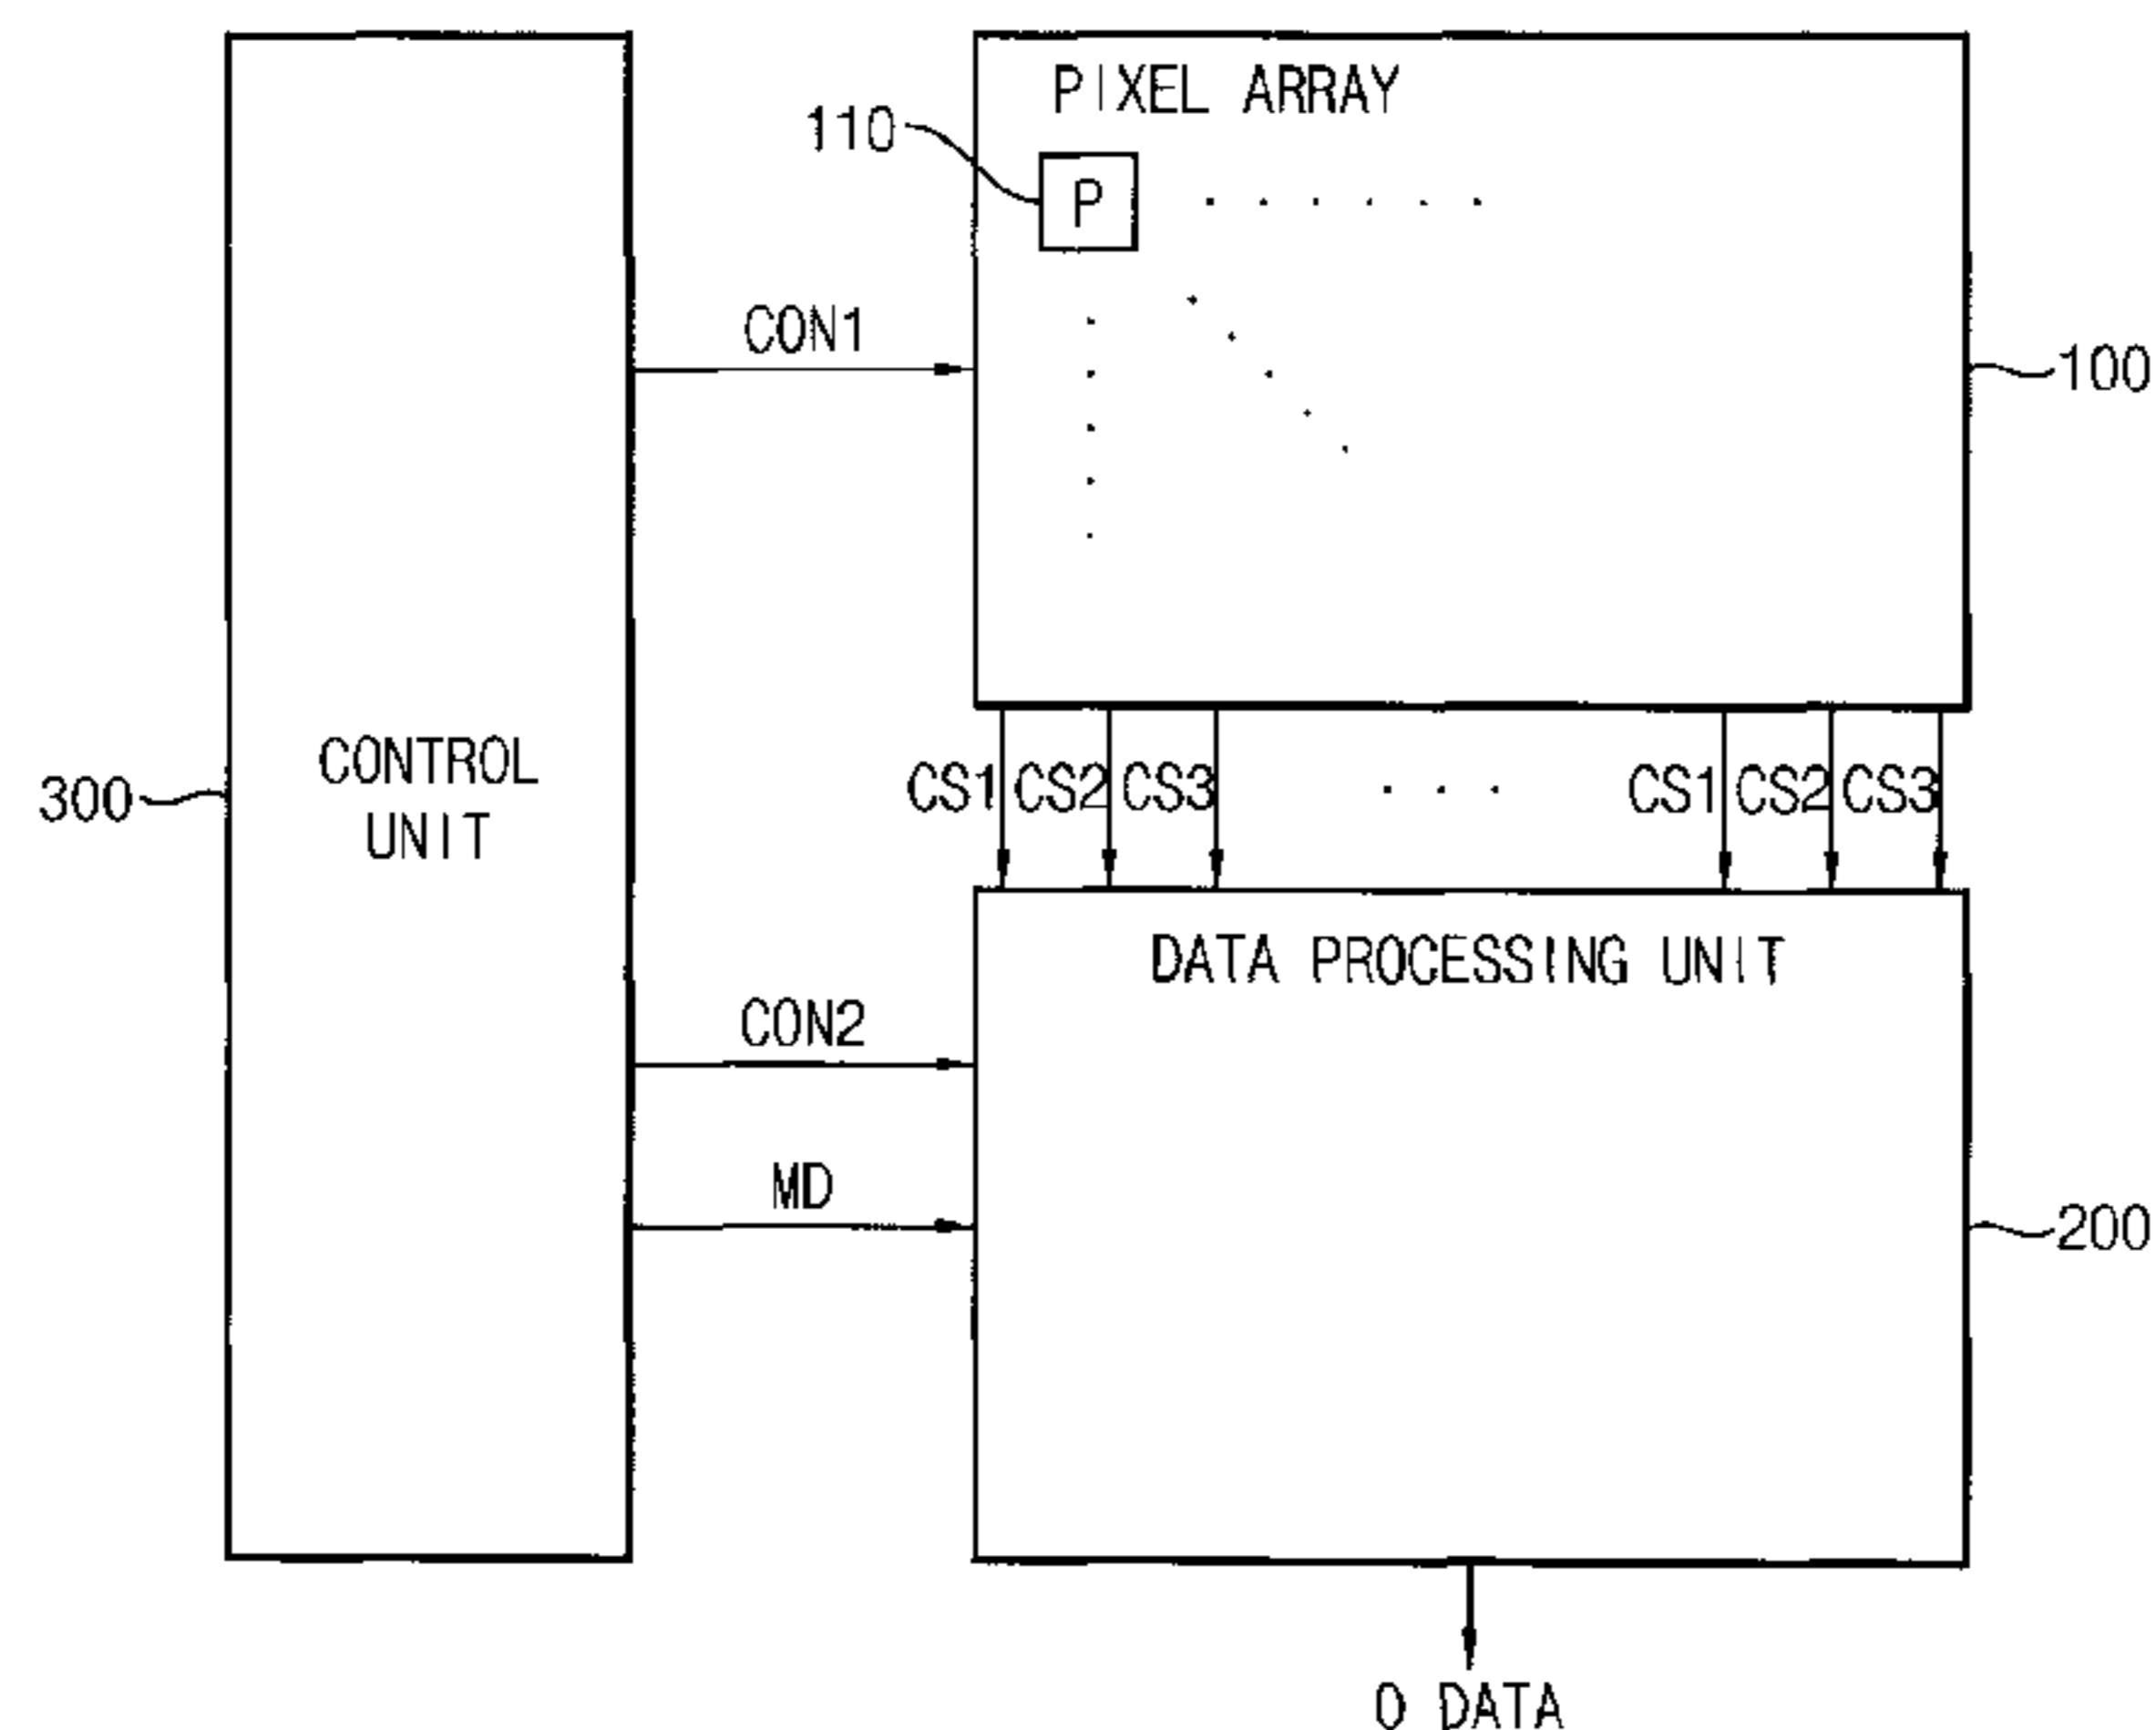 PIXEL ARRAY
110
P
CON1
100
CONTROL
UNIT
300
CS1 CS2 CS3 . . . CS1 CS2 CS3
DATA PROCESSING UNIT
CON2
MD
200
O DATA